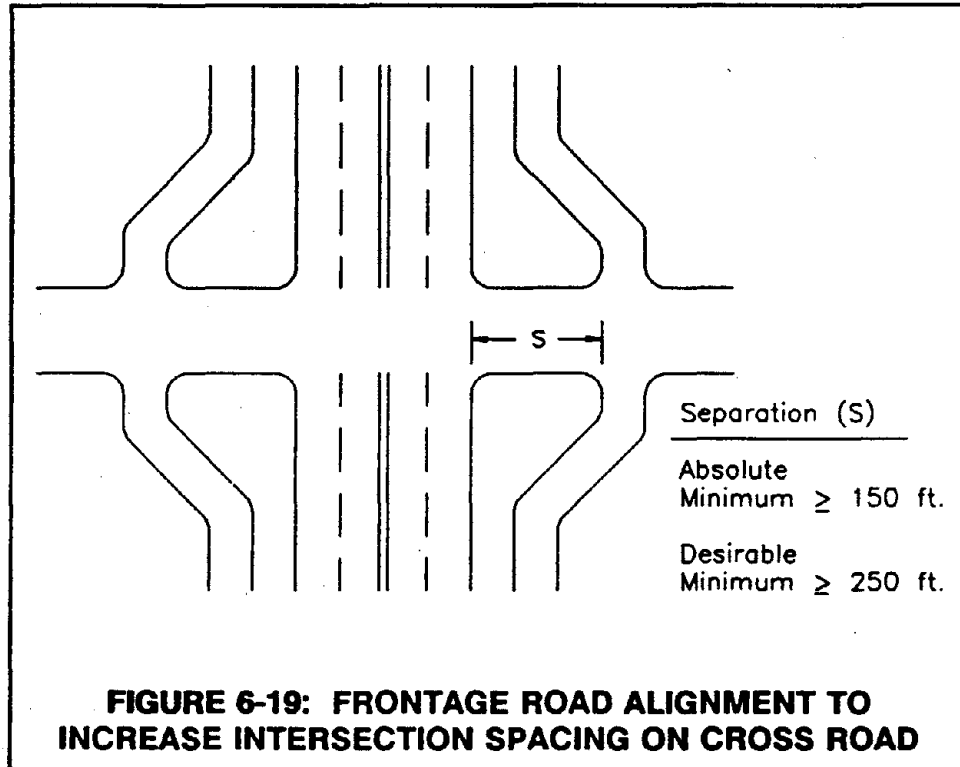 S
Separation (S)
Absolute
Minimum ≥ 150 ft.
Desirable
Minimum ≥ 250 ft.
FIGURE 6-19: FRONTAGE ROAD ALIGNMENT TO
INCREASE INTERSECTION SPACING ON CROSS ROAD